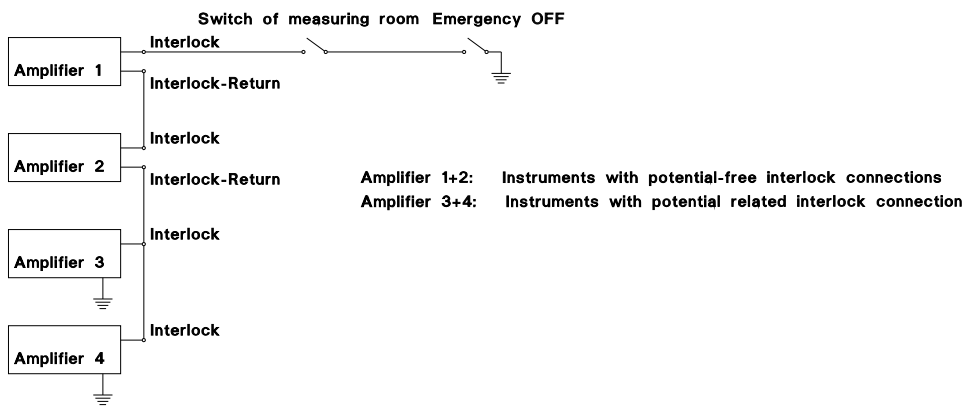 Switch of measuring room Emergency OFF
Interlock
Amplifier 1
Interlock-Return
Interlock
Amplifier 2
Interlock-Return
Amplifier 1+2: Instruments with potential-free interlock connections
Amplifier 3+4: Instruments with potential related interlock connection
Interlock
Amplifier 3
Interlock
Amplifier 4